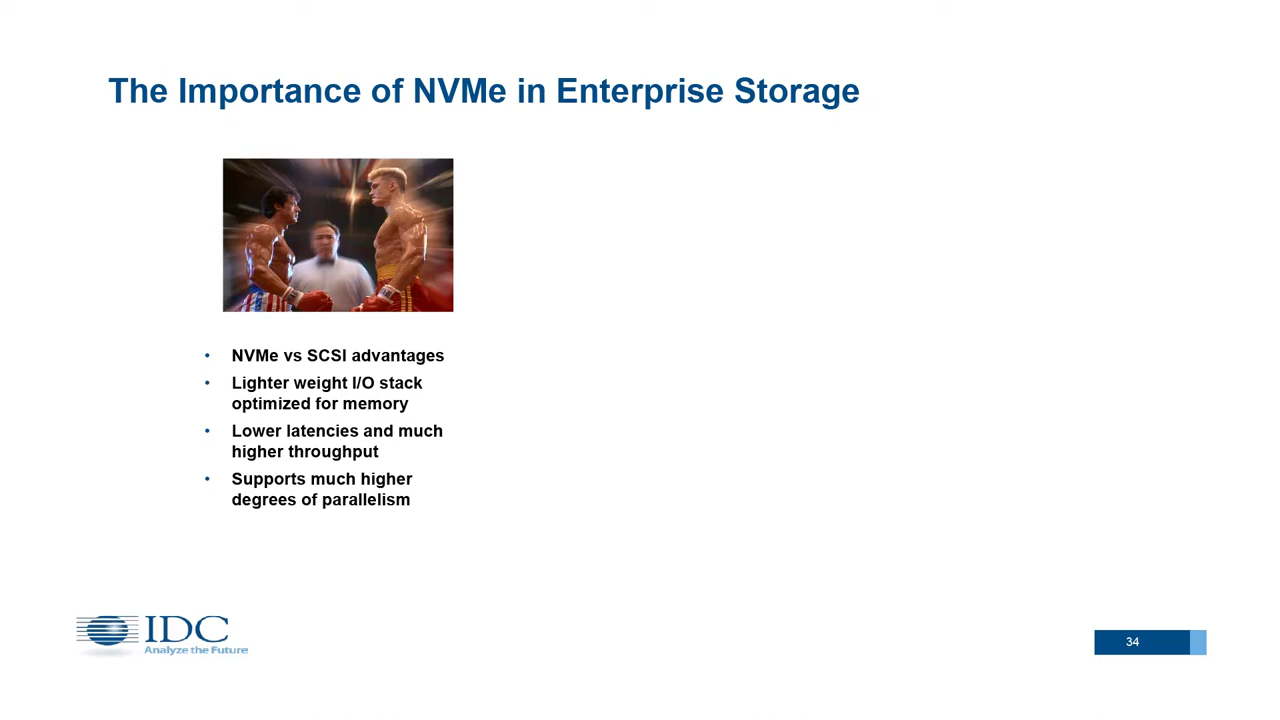 The Importance of NVMe in Enterprise Storage
• NVMe vs SCSI advantages
• Lighter weight I/O stack
optimized for memory
• Lower latencies and much
higher throughput
• Supports much higher
degrees of parallelism
IDC
Analyze the Future
34